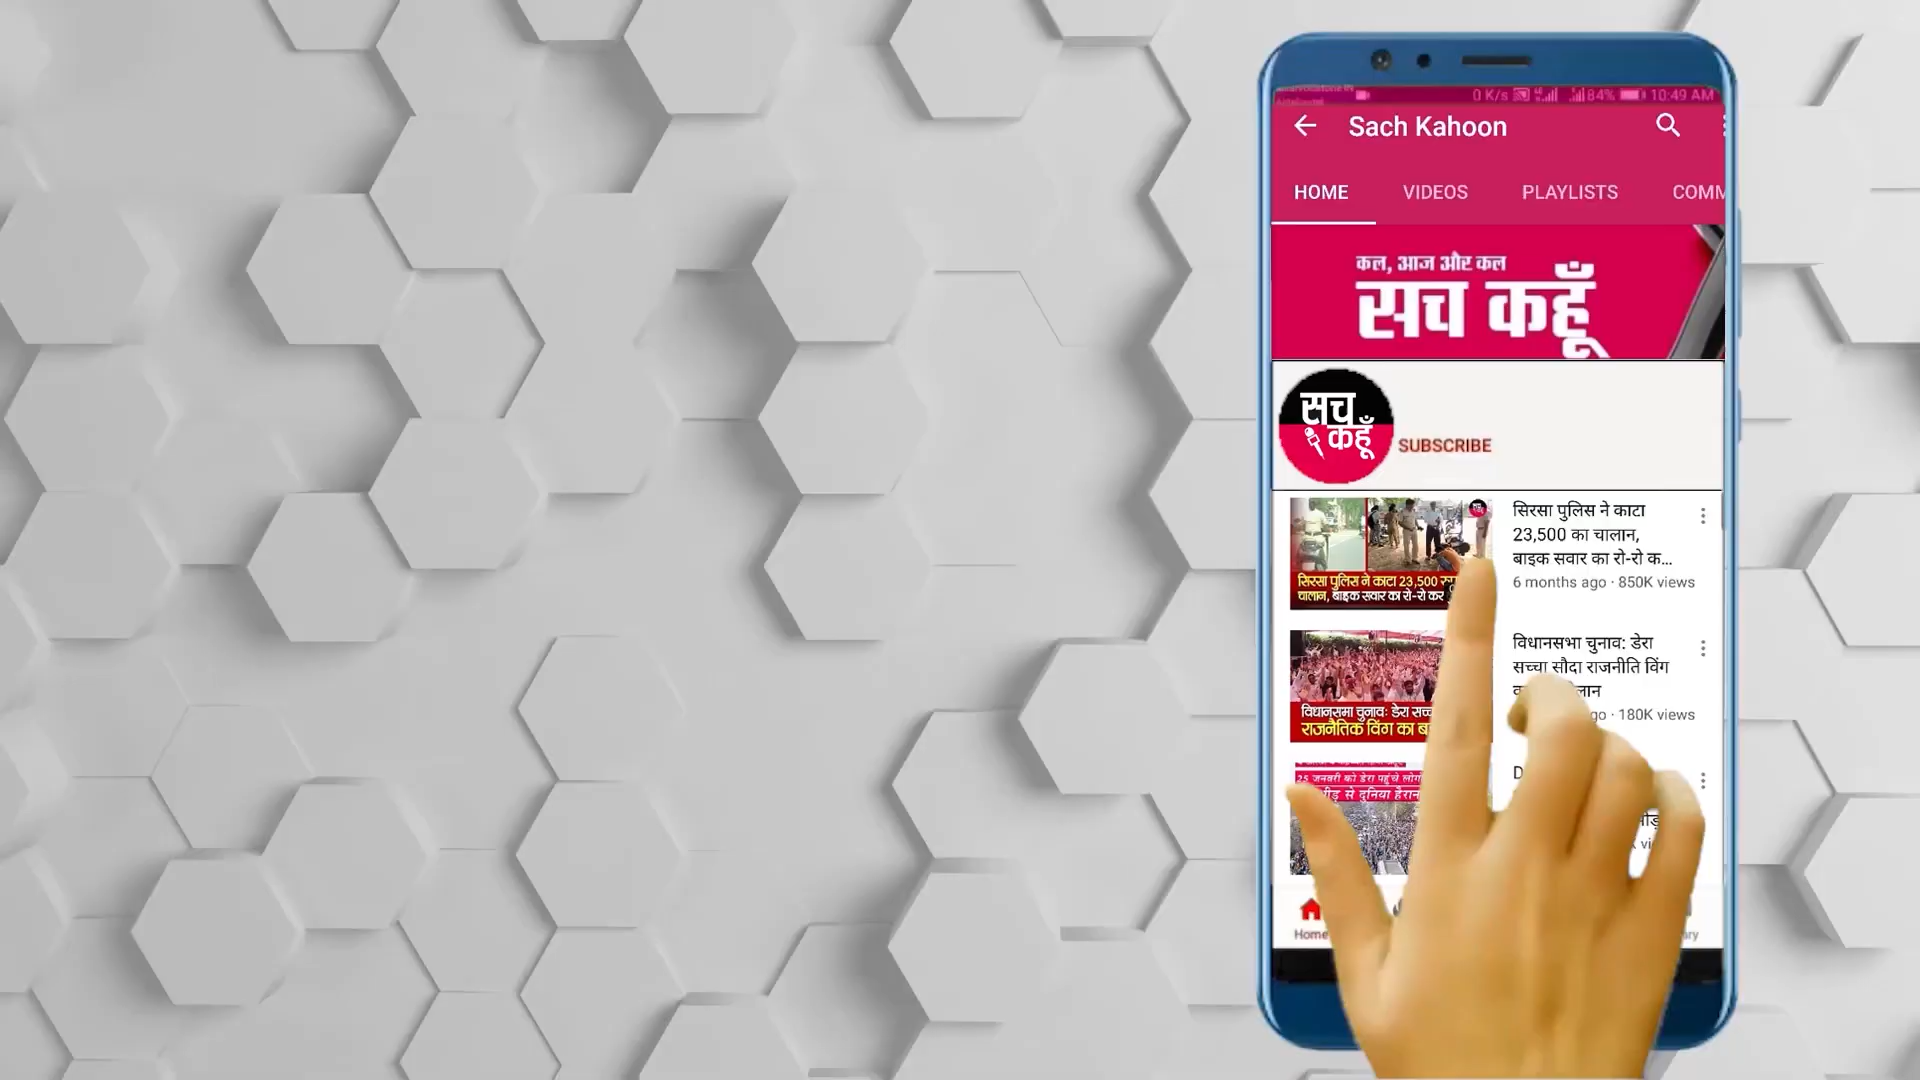 0 K/s 84% 10:49 AM
Sach Kahoon
HOME VIDEOS PLAYLISTS COMM
कल, आज और कल
सच कहूँ
सच
कहूँ
SUBSCRIBE
सिरसा पुलिस ने काटा 23,500
चालान, बाइक सवार का रो-रो कर
सिरसा पुलिस ने काटा
23,500 का चालान,
बाइक सवार का रो-रो क...
6 months ago · 850K views
विधानसभा चुनाव: डेरा
राजनैतिक विंग का
विधानसभा चुनाव: डेरा
सच्चा सौदा राजनीति विंग
180K views
25 जनवरी को डेरा पहुंचे
से दुनिया हैरान
Home